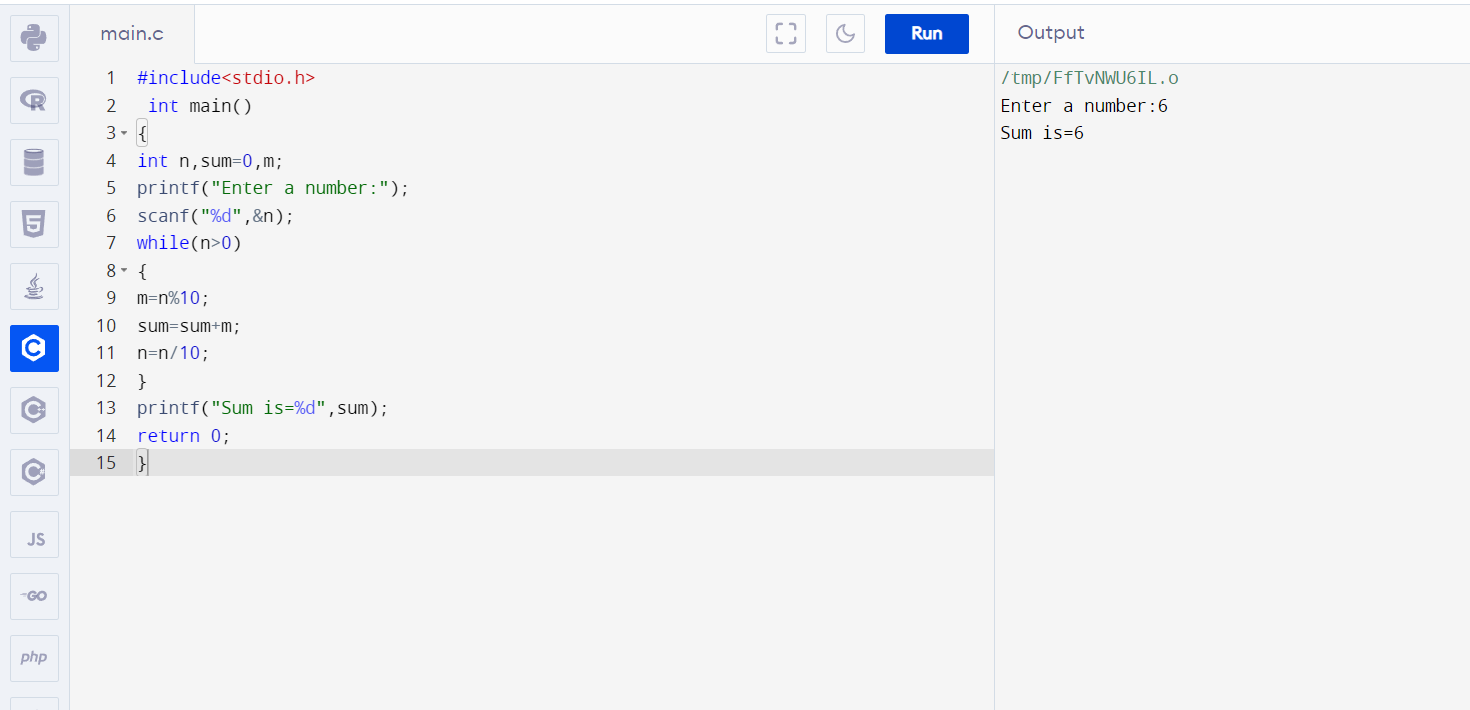 main.c
Run
Output
1 #include<stdio.h>
2  int main()
3 {
4 int n,sum=0,m;
5 printf("Enter a number:");
6 scanf("%d",&n);
7 while(n>0)
8 {
9 m=n%10;
10 sum=sum+m;
11 n=n/10;
12 }
13 printf("Sum is=%d",sum);
14 return 0;
15 }
/tmp/FfTvNWU6IL.o
Enter a number:6
Sum is=6
R
5
C
C++
C#
JS
GO
php